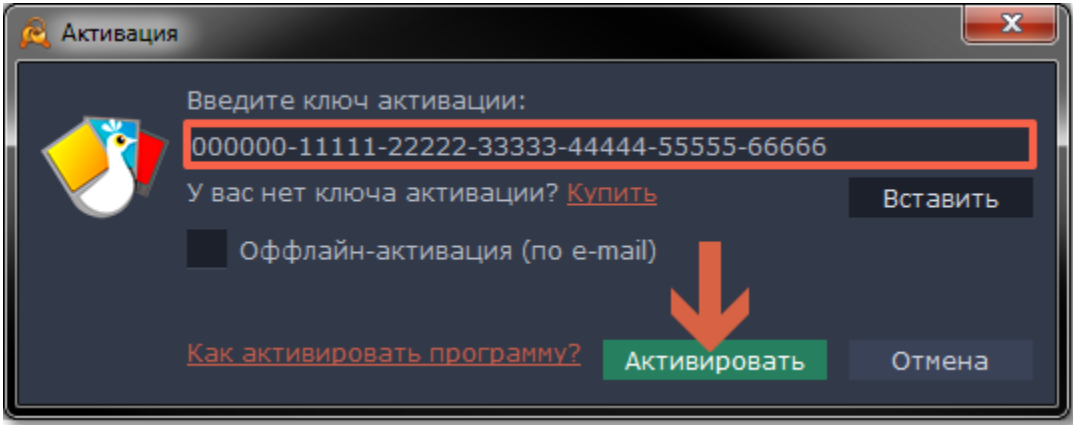 Активация
Введите ключ активации:
000000-11111-22222-33333-44444-55555-66666
У вас нет ключа активации? Купить
Вставить
Оффлайн-активация (по e-mail)
Как активировать программу?
Активировать
Отмена